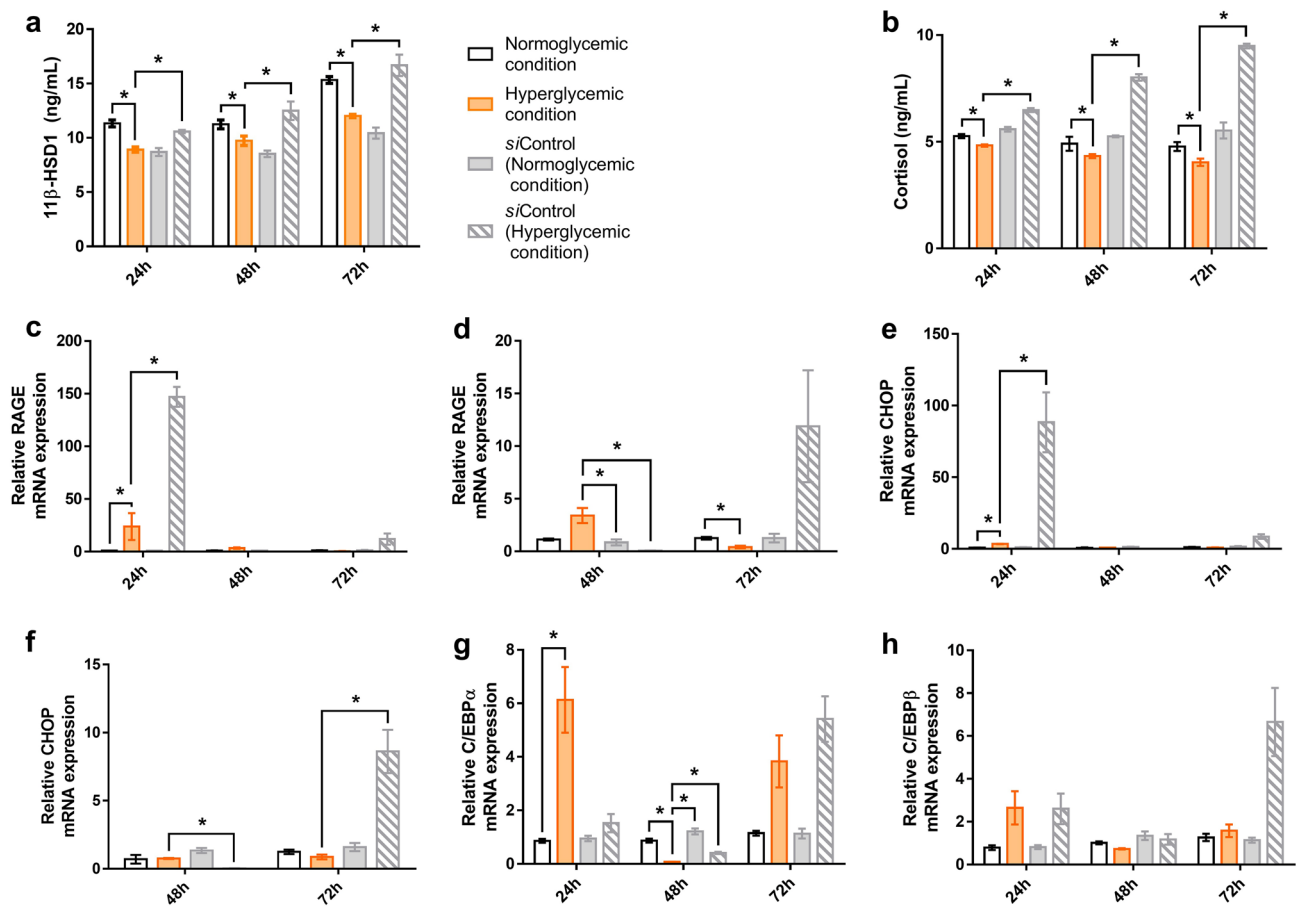 a
11β-HSD1 (ng/mL)
20
15
10
5
0
*
*
*
*
*
*
24h
48h
72h
Normoglycemic
condition
Hyperglycemic
condition
siControl
(Normoglycemic
condition)
siControl
(Hyperglycemic
condition)
b
Cortisol (ng/mL)
10
5
0
*
*
*
*
*
*
24h
48h
72h
c
Relative RAGE
mRNA expression
200
150
100
50
0
*
*
24h
48h
72h
d
Relative RAGE
mRNA expression
20
15
10
5
0
*
*
*
48h
72h
e
Relative CHOP
mRNA expression
150
100
50
0
*
*
24h
48h
72h
f
Relative CHOP
mRNA expression
15
10
5
0
*
*
48h
72h
g
Relative C/EBPα
mRNA expression
8
6
4
2
0
*
*
*
*
24h
48h
72h
h
Relative C/EBPβ
mRNA expression
10
8
6
4
2
0
24h
48h
72h